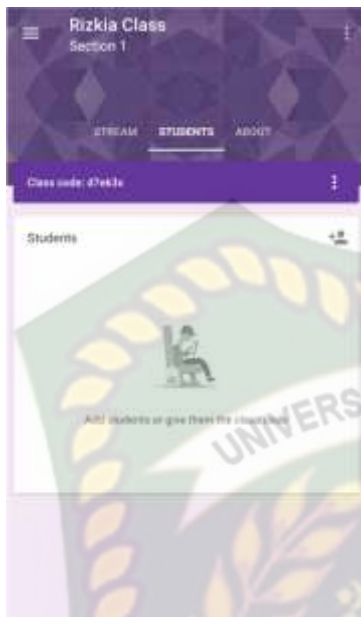 Rizkia Class
Section 1
STREAM STUDENTS ABOUT
Class code: d7e63s
Students
Add students or give them the class code
UNIVERS